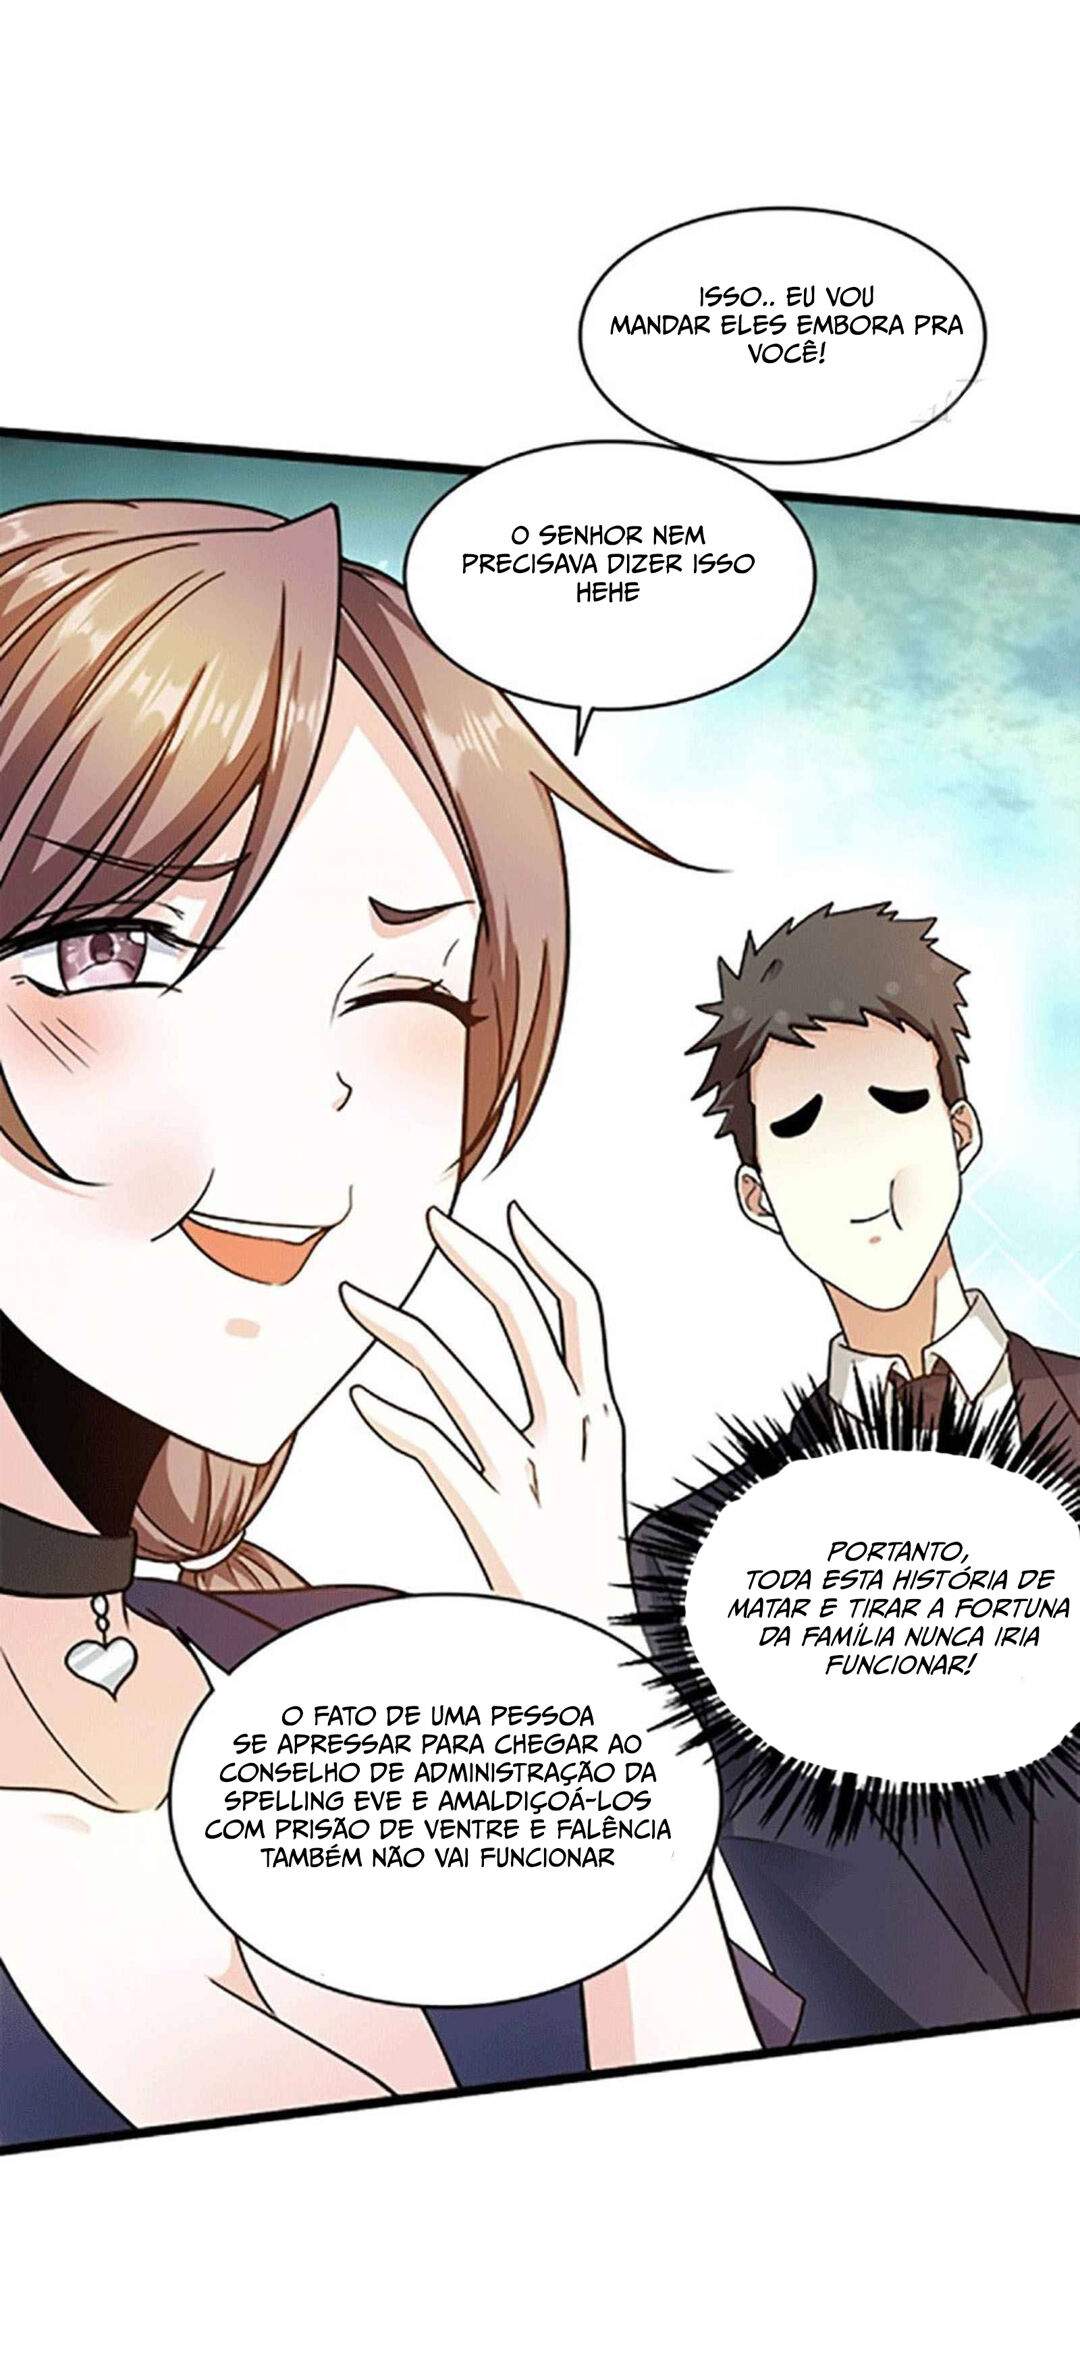 ISSO.. EU VOU
MANDAR ELES EMBORA PRA
VOCÊ!
O SENHOR NEM
PRECISAVA DIZER ISSO
HEHE
PORTANTO,
TODA ESTA HISTÓRIA DE
MATAR E TIRAR A FORTUNA
DA FAMÍLIA NUNCA IRIA
FUNCIONAR!
O FATO DE UMA PESSOA
SE APRESSAR PARA CHEGAR AO
CONSELHO DE ADMINISTRAÇÃO DA
SPELLING EVE E AMALDIÇOÁ-LOS
COM PRISÃO DE VENTRE E FALÊNCIA
TAMBÉM NÃO VAI FUNCIONAR